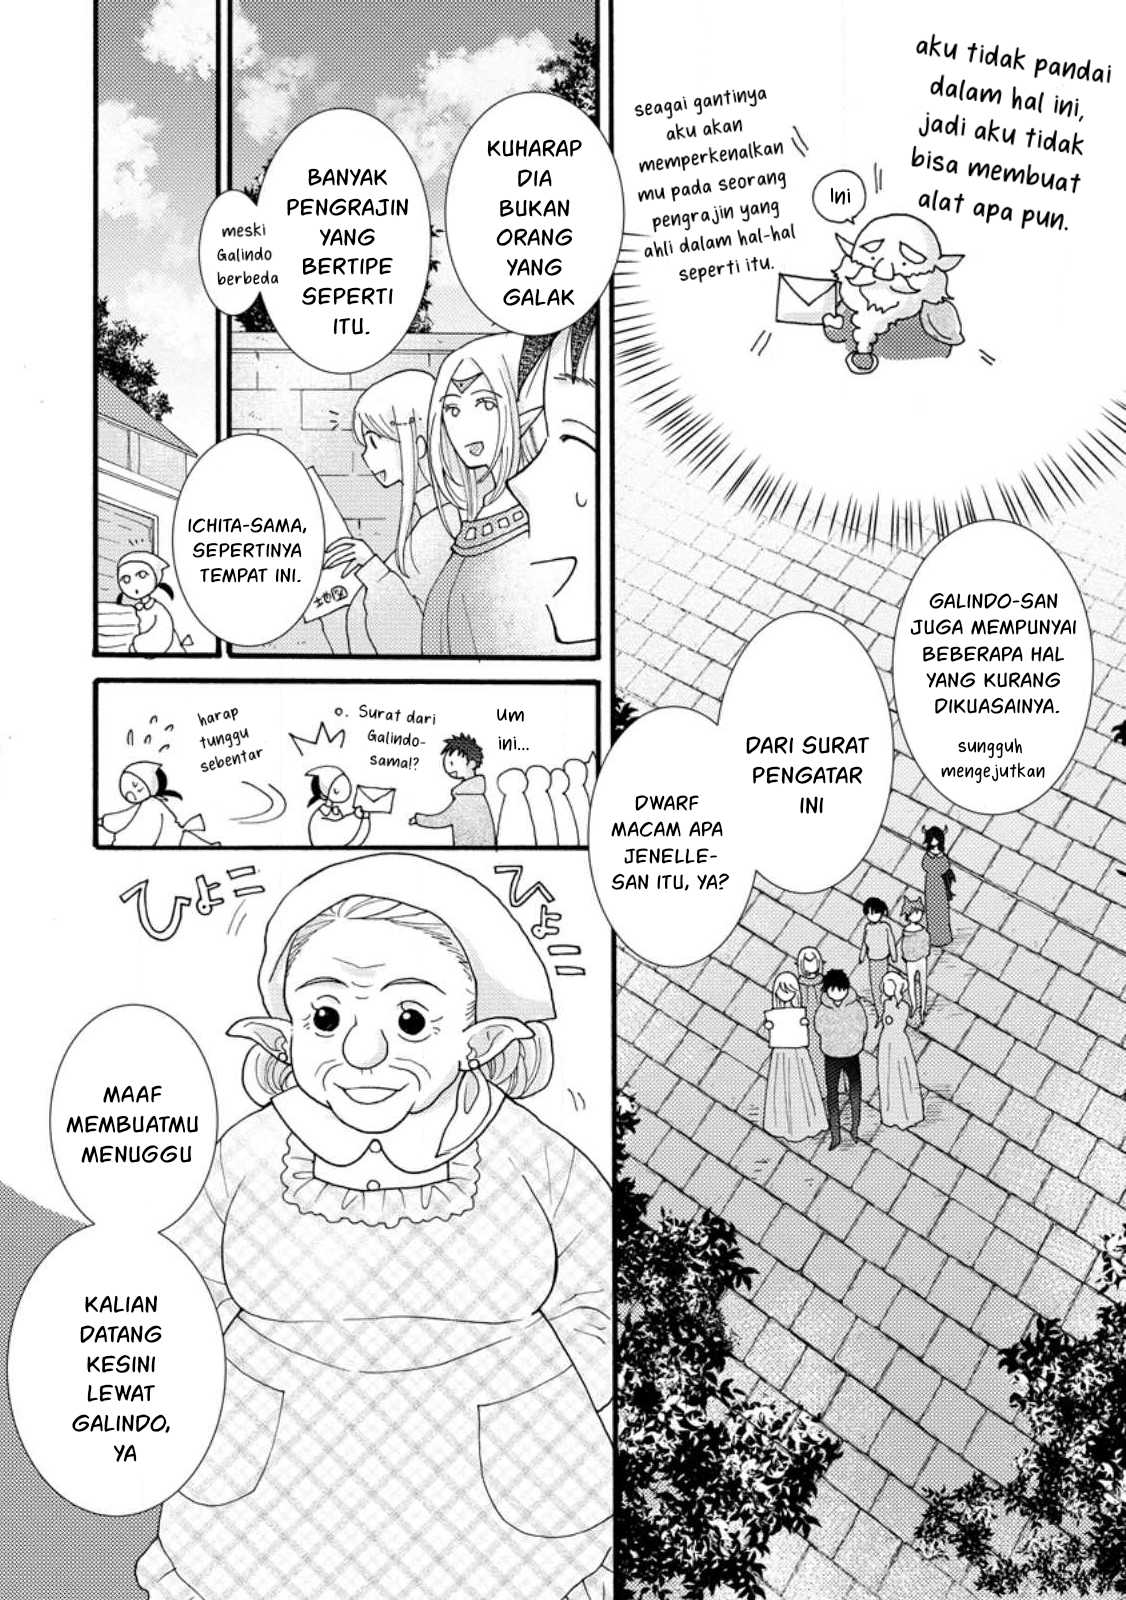 aku tidak pandai
dalam hal ini,
jadi aku tidak
bisa membuat
alat apa pun.
Ini
seagai gantinya
aku akan
memperkenalkan
mu pada seorang
pengrajin yang
ahli dalam hal-hal
seperti itu.
GALINDO-SAN
JUGA MEMPUNYAI
BEBERAPA HAL
YANG KURANG
DIKUASAINYA.
sungguh
mengejutkan
DARI SURAT
PENGATAR
INI
DWARF
MACAM APA
JENELLE-
SAN ITU, YA?
KUHARAP
DIA
BUKAN
ORANG
YANG
GALAK
BANYAK
PENGRAJIN
YANG
BERTIPE
SEPERTI
ITU.
meski
Galindo
berbeda
地図
ICHITA-SAMA,
SEPERTINYA
TEMPAT INI.
um
ini...
Surat dari
Galindo-
sama!?
harap
tunggu
sebentar
ひょこ
ひょこ
MAAF
MEMBUATMU
MENUGGU
KALIAN
DATANG
KESINI
LEWAT
GALINDO,
YA